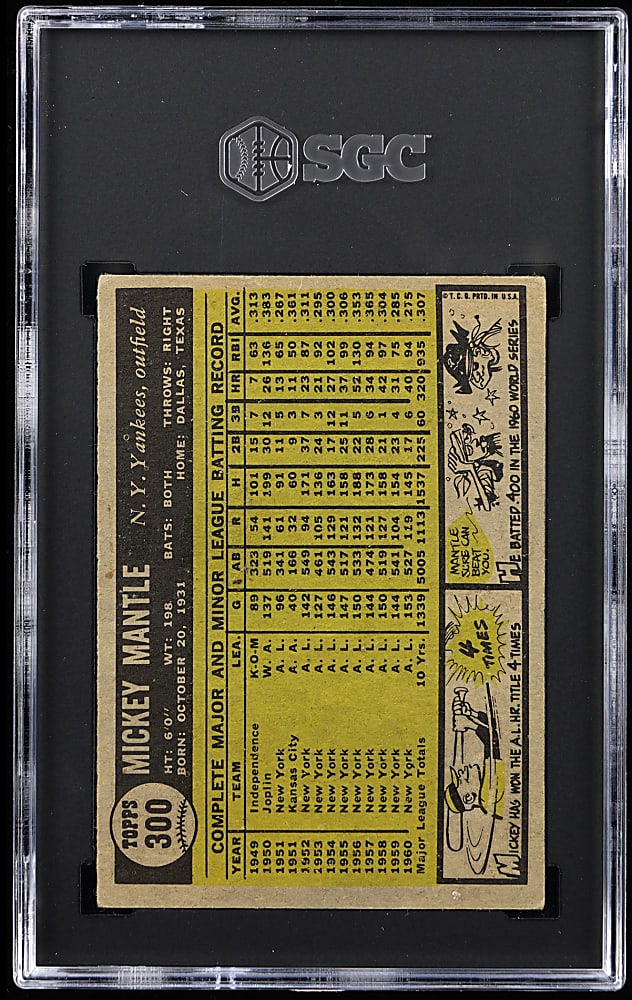 SGC
TOPPS
300
MICKEY MANTLE N. Y. Yankees, outfield
HT: 6'0" WT: 198 BATS: BOTH THROWS: RIGHT
BORN: OCTOBER 20, 1931 HOME: DALLAS, TEXAS
COMPLETE MAJOR AND MINOR LEAGUE BATTING RECORD
YEAR TEAM LEA. G AB R H 2B 3B HR RBI AVG.
1949 Independence K-O-M 89 323 54 101 15 7 7 63 .313
1950 Joplin W. A. 137 519 141 199 30 12 26 136 .383
1951 New York A. L. 96 341 61 91 11 5 13 65 .267
1951 Kansas City A. A. 40 166 32 60 9 3 11 50 .361
1952 New York A. L. 142 549 94 171 37 7 23 87 .311
1953 New York A. L. 127 461 105 136 24 3 21 92 .295
1954 New York A. L. 146 543 129 163 17 12 27 102 .300
1955 New York A. L. 147 517 121 158 25 11 37 99 .306
1956 New York A. L. 150 533 132 188 22 5 52 130 .353
1957 New York A. L. 144 474 121 173 28 6 34 94 .365
1958 New York A. L. 150 519 127 158 21 1 42 97 .304
1959 New York A. L. 144 541 104 154 23 4 31 75 .285
1960 New York A. L. 153 527 119 145 17 6 40 94 .275
Major League Totals 10 Yrs. 1339 5005 1113 1537 225 60 320 935 .307
4
TIMES
MICKEY HAS WON THE A.L. HR. TITLE 4 TIMES
MANTLE
SURE CAN
BEAT
YOU.
HE BATTED .400 IN THE 1960 WORLD SERIES
© T. C. G. PRTD. IN U.S.A.